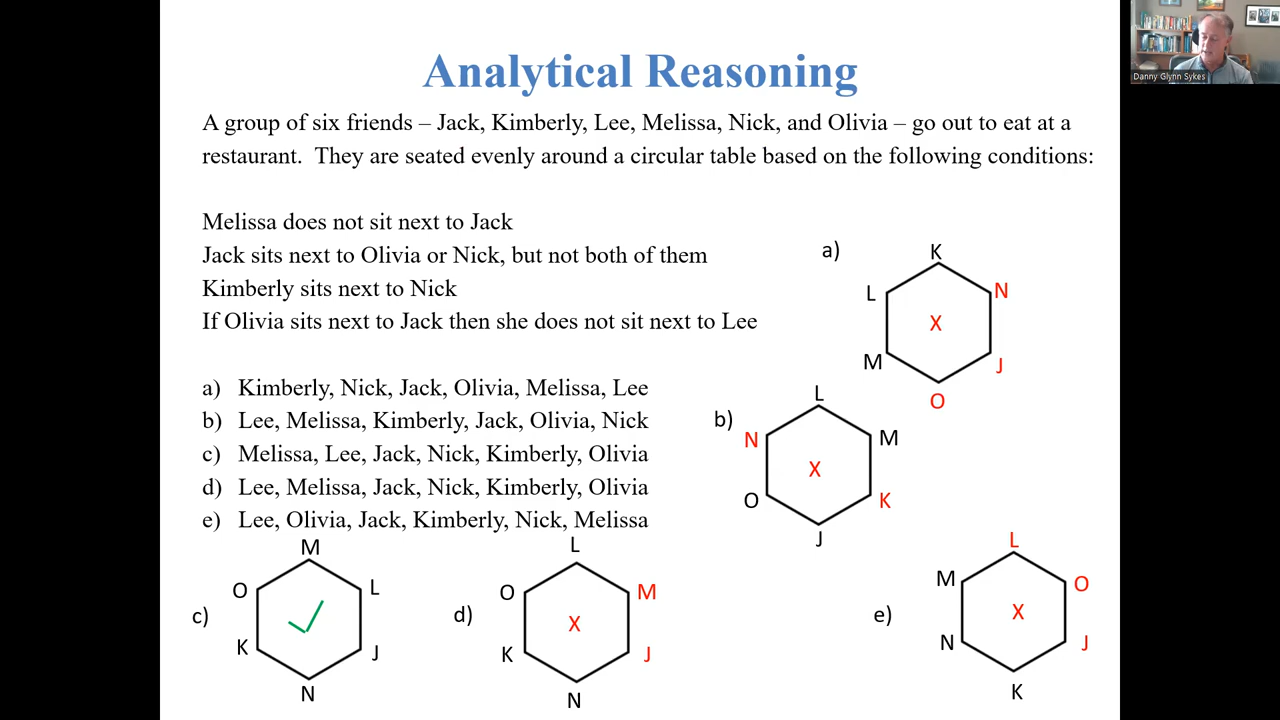 Analytical Reasoning
Danny Glynn Sykes
A group of six friends – Jack, Kimberly, Lee, Melissa, Nick, and Olivia – go out to eat at a
restaurant. They are seated evenly around a circular table based on the following conditions:
Melissa does not sit next to Jack
Jack sits next to Olivia or Nick, but not both of them
Kimberly sits next to Nick
If Olivia sits next to Jack then she does not sit next to Lee
a) Kimberly, Nick, Jack, Olivia, Melissa, Lee
b) Lee, Melissa, Kimberly, Jack, Olivia, Nick
c) Melissa, Lee, Jack, Nick, Kimberly, Olivia
d) Lee, Melissa, Jack, Nick, Kimberly, Olivia
e) Lee, Olivia, Jack, Kimberly, Nick, Melissa
a)
K
L
N
X
M
J
O
b)
L
N
M
X
O
K
J
c)
M
O
L
K
J
N
d)
L
O
M
X
K
J
N
e)
L
M
O
X
N
J
K